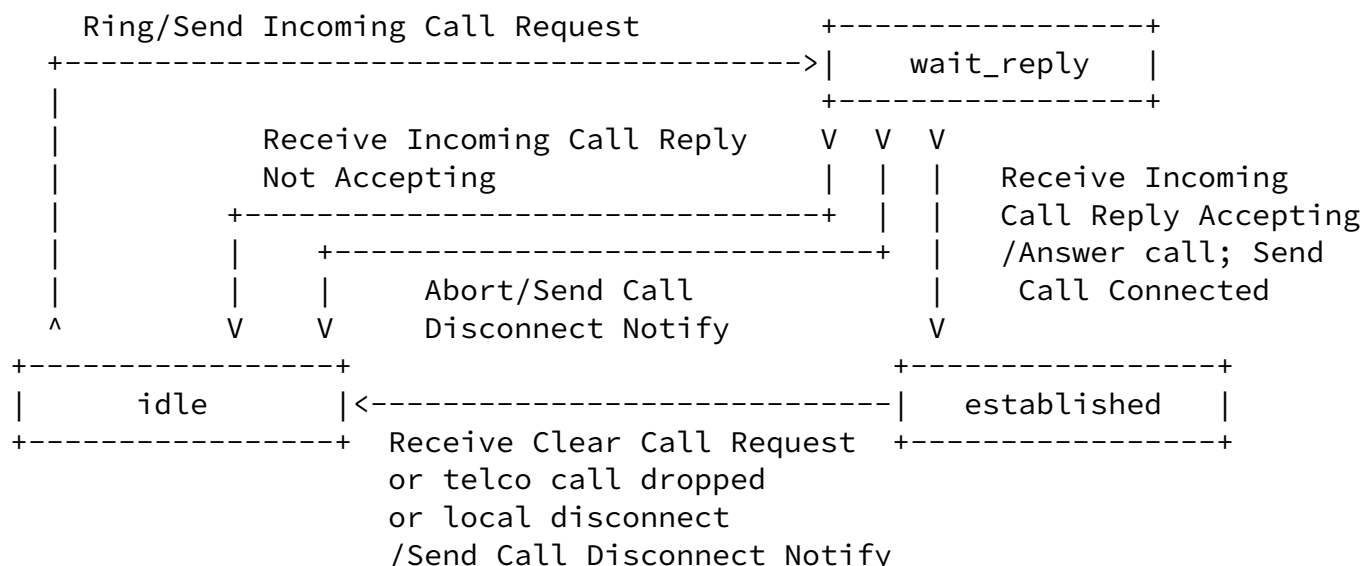 Ring/Send Incoming Call Request
wait_reply
Receive Incoming Call Reply
Not Accepting
Receive Incoming
Call Reply Accepting
/Answer call; Send
Call Connected
Abort/Send Call
Disconnect Notify
idle
established
Receive Clear Call Request
or telco call dropped
or local disconnect
/Send Call Disconnect Notify